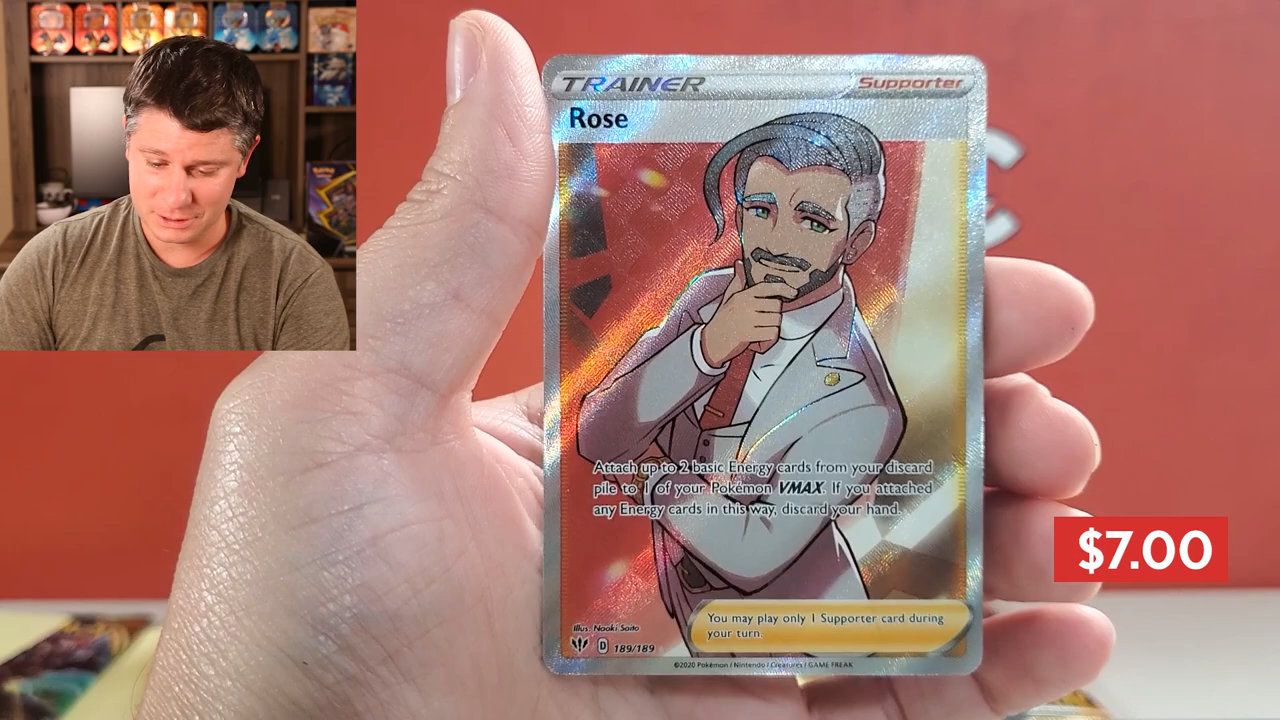 TRAINER Supporter
Rose
Attach up to 2 basic Energy cards from your discard
pile to 1 of your Pokémon VMAX. If you attached
any Energy cards in this way, discard your hand.
$7.00
You may play only 1 Supporter card during
your turn.
Illus. Naoki Saito
D 189/189
©2020 Pokémon / Nintendo / Creatures / GAME FREAK